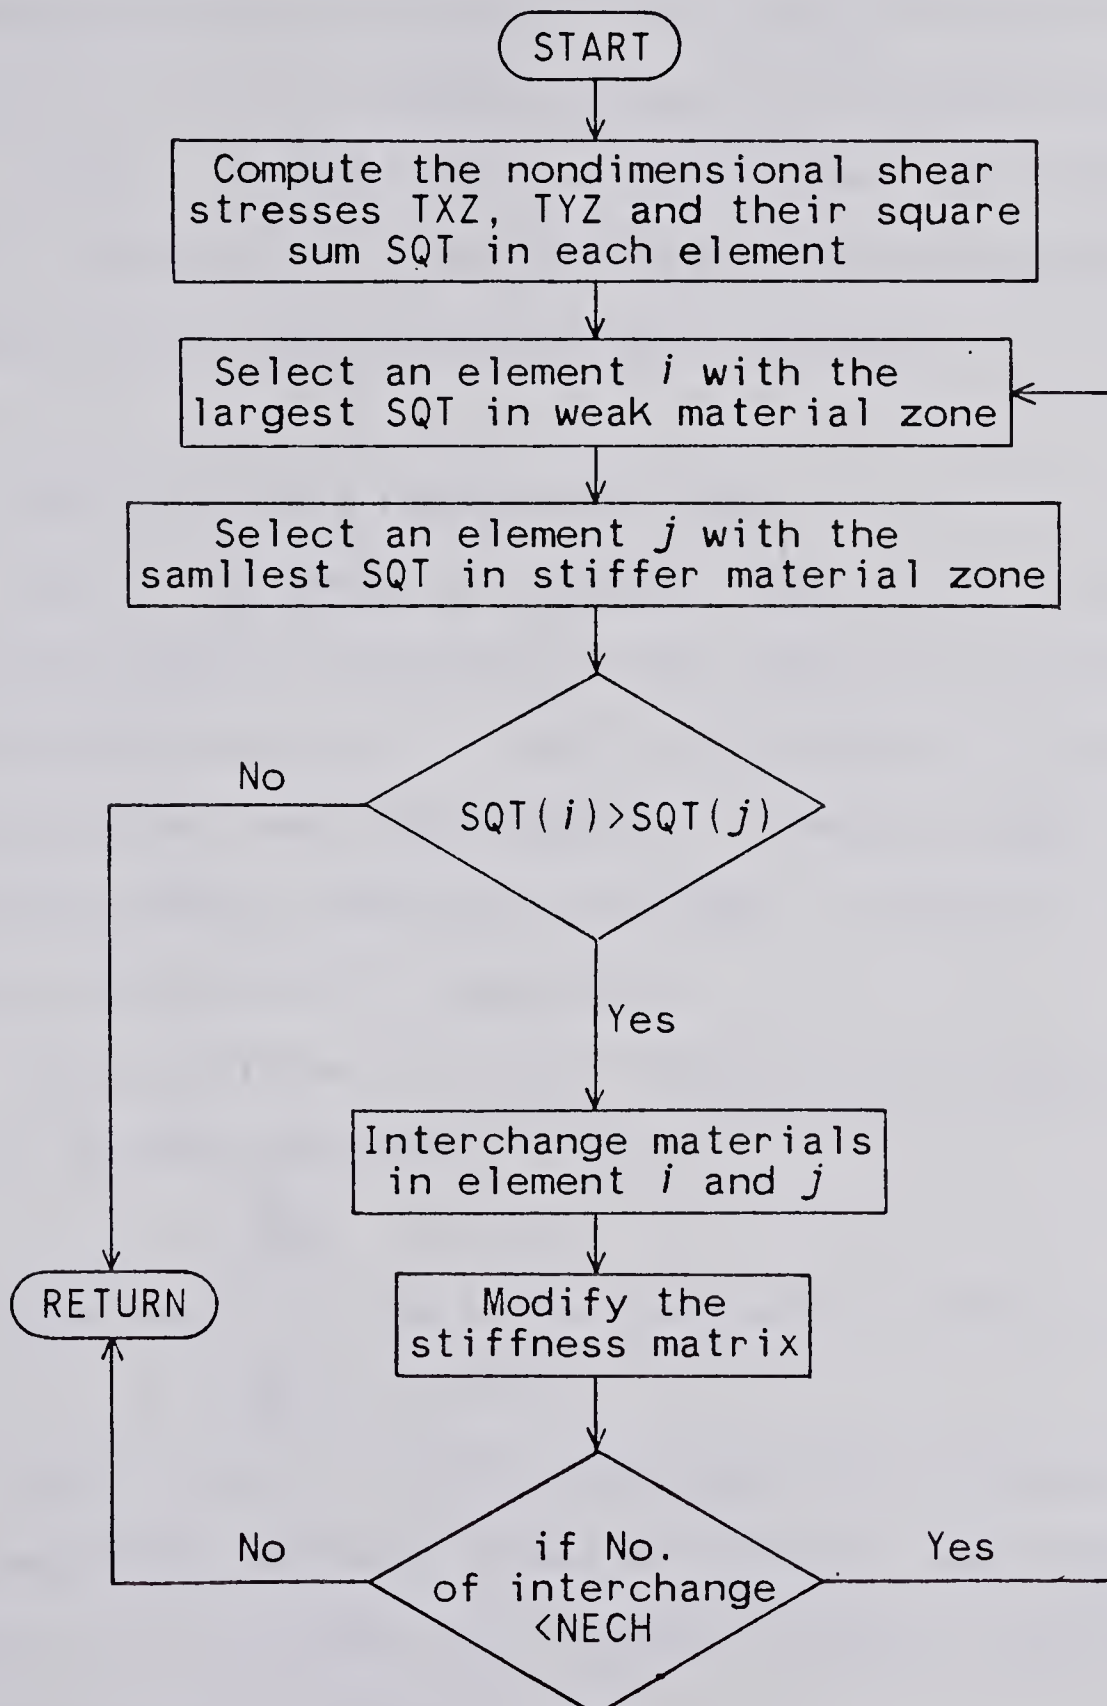 START
Compute the nondimensional shear
stresses TXZ, TYZ and their square
sum SQT in each element
Select an element i with the
largest SQT in weak material zone
Select an element j with the
samllest SQT in stiffer material zone
No
SQT(i)>SQT(j)
Yes
Interchange materials
in element i and j
RETURN
Modify the
stiffness matrix
No
if No.
of interchange
<NECH
Yes